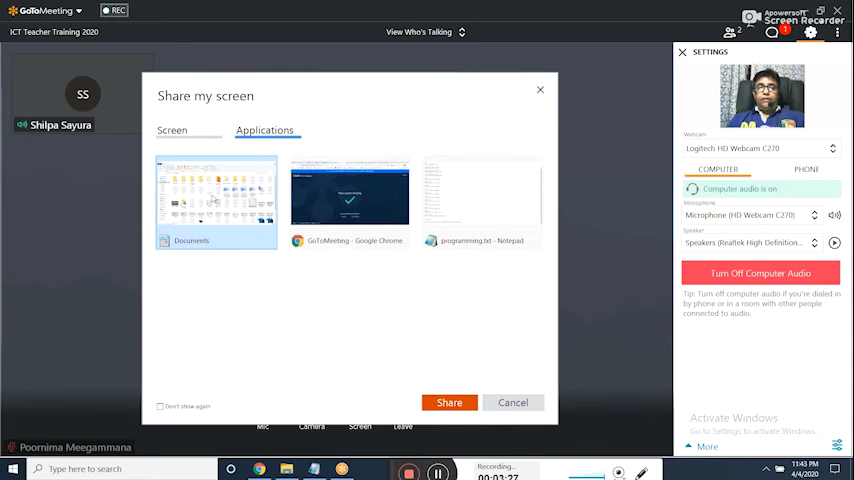 GoToMeeting
REC
Apowersoft
Screen Recorder
ICT Teacher Training 2020
View Who's Talking
2
1
SS
Shilpa Sayura
Share my screen
Screen
Applications
Documents
GoToMeeting - Google Chrome
programming.txt - Notepad
Don't show again
Share
Cancel
Mic
Camera
Screen
Leave
Poornima Meegammana
SETTINGS
Webcam
Logitech HD Webcam C270
COMPUTER
PHONE
Computer audio is on
Microphone
Microphone (HD Webcam C270)
Speaker
Speakers (Realtek High Definition...
Turn Off Computer Audio
Tip: Turn off computer audio if you're dialed in
by phone or in a room with other people
connected to audio.
Activate Windows
Go to Settings to activate Windows.
More
Type here to search
Recording...
00:03:27
11:43 PM
4/4/2020